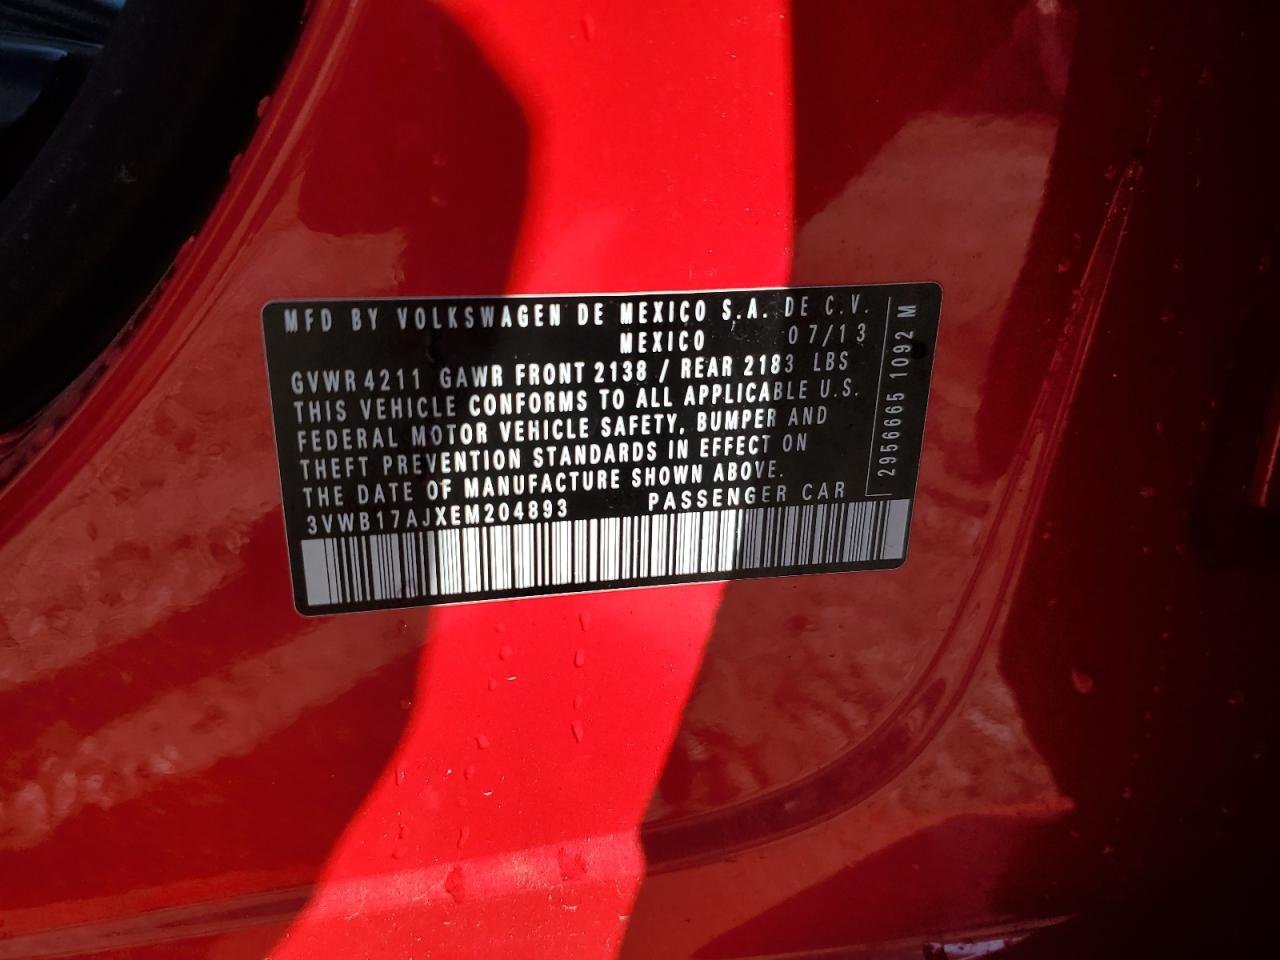 MFD BY VOLKSWAGEN DE MEXICO S.A. DE C.V.
MEXICO 07/13
GVWR 4211 GAWR FRONT 2138 / REAR 2183 LBS
THIS VEHICLE CONFORMS TO ALL APPLICABLE U.S.
FEDERAL MOTOR VEHICLE SAFETY, BUMPER AND
THEFT PREVENTION STANDARDS IN EFFECT ON
THE DATE OF MANUFACTURE SHOWN ABOVE.
3VWB17AJXEM204893 PASSENGER CAR
2956665 1092 M